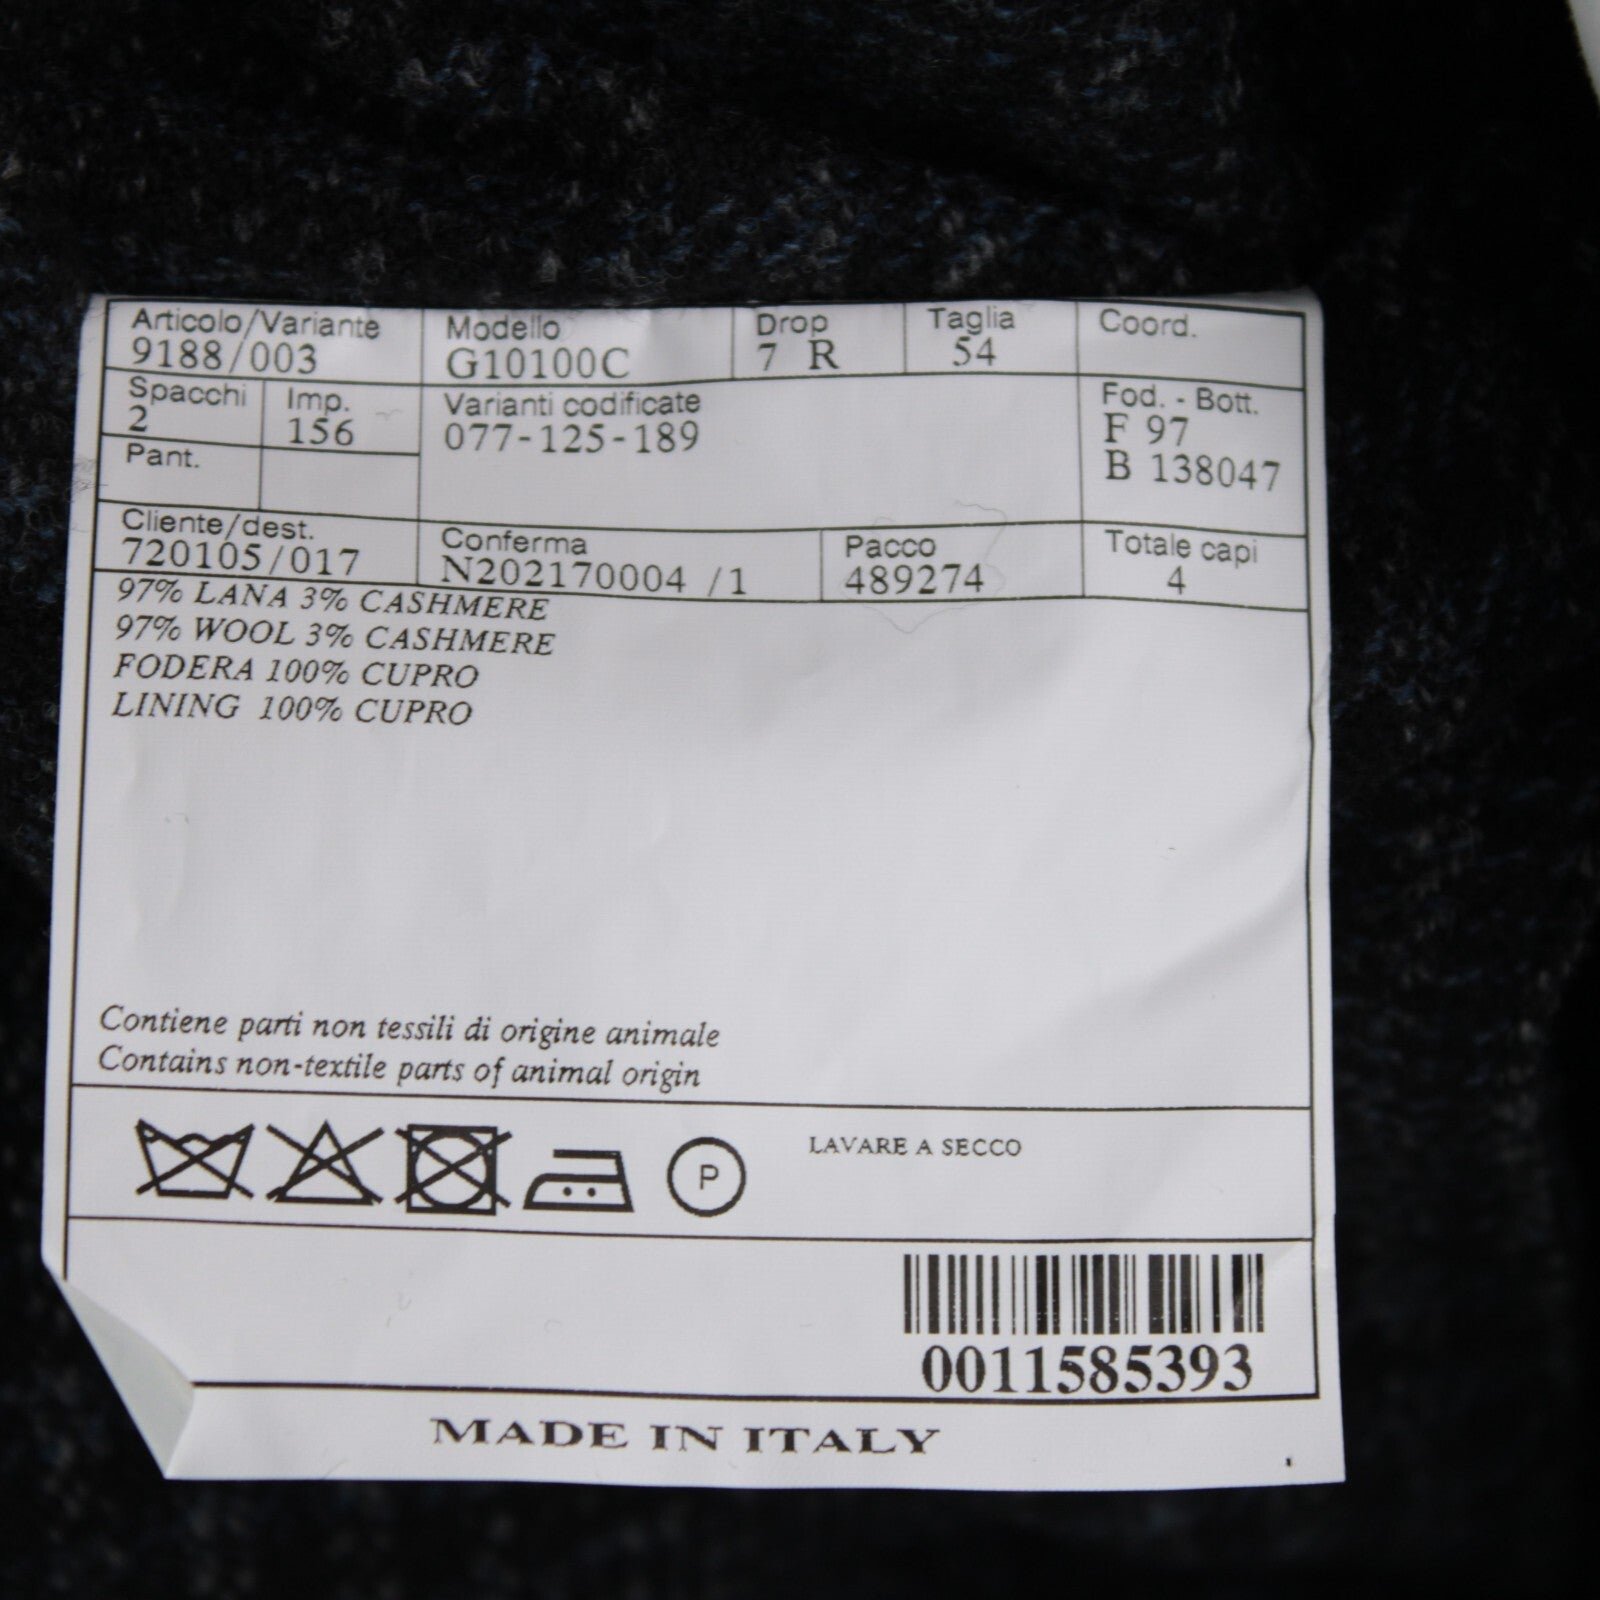 Articolo/Variante Modello Drop Taglia Coord.
9188/003 G10100C 7 R 54
Spacchi Imp. Varianti codificate Fod. - Bott.
2 156 077-125-189 F 97
Pant. B 138047
Cliente/dest. Conferma Pacco Totale capi
720105/017 N202170004 /1 489274 4
97% LANA 3% CASHMERE
97% WOOL 3% CASHMERE
FODERA 100% CUPRO
LINING 100% CUPRO
Contiene parti non tessili di origine animale
Contains non-textile parts of animal origin
P LAVARE A SECCO
0011585393
MADE IN ITALY